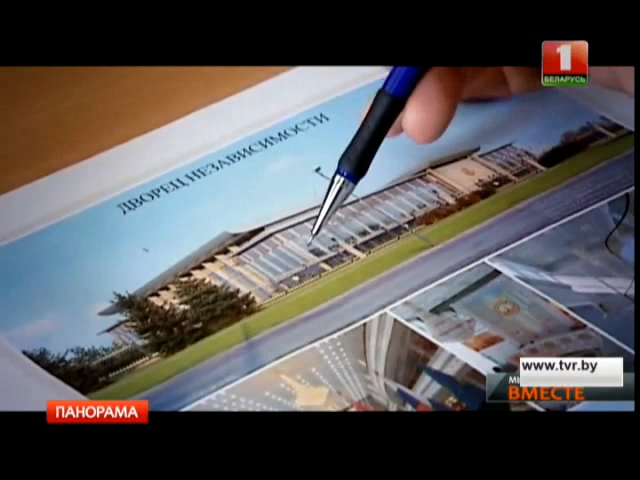 1
БЕЛАРУСЬ
ДВОРЕЦ НЕЗАВИСИМОСТИ
www.tvr.by
ВМЕСТЕ
ПАНОРАМА